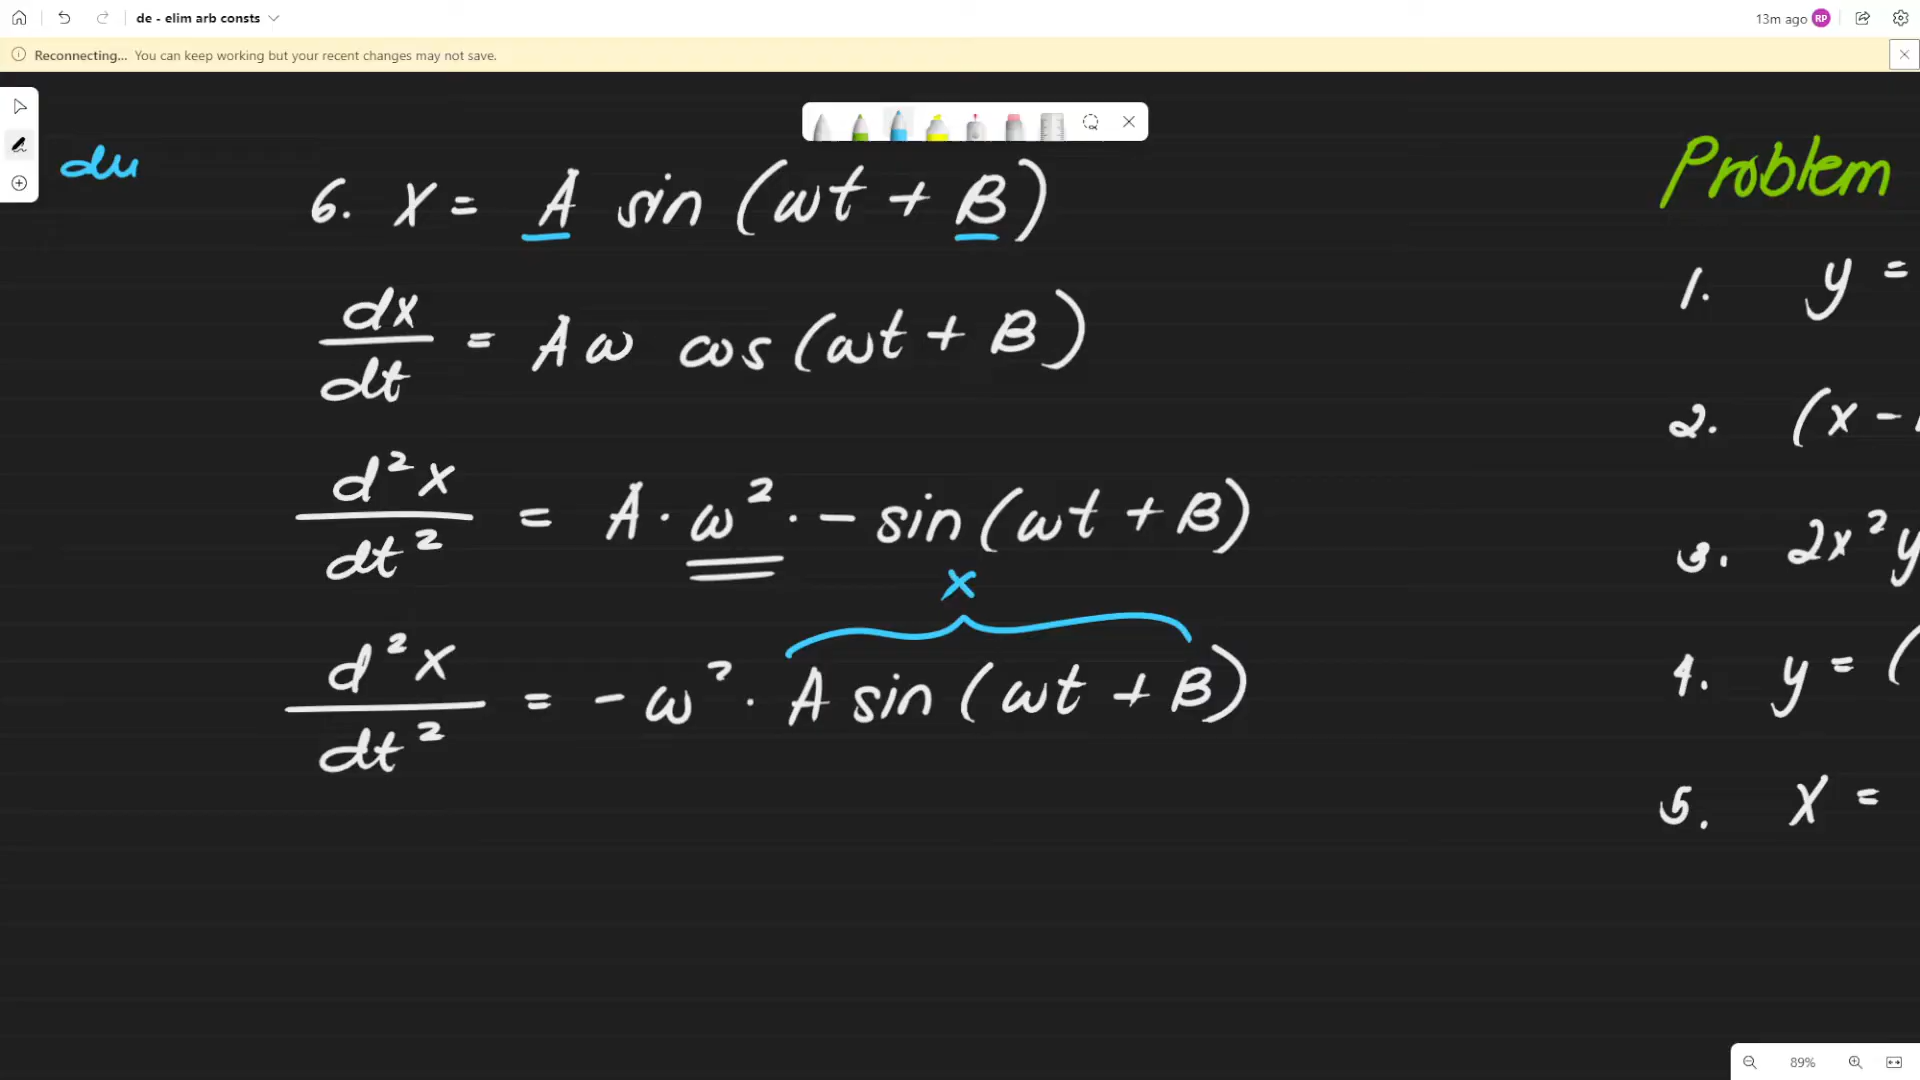 de - elim arb consts
13m ago RP
Reconnecting... You can keep working but your recent changes may not save.
du
6. x = A sin (ωt + B)
dx/dt = A ω cos (ωt + B)
d²x/dt² = A · ω² · - sin (ωt + B)
x
d²x/dt² = - ω² · A sin (ωt + B)
Problem
1. y =
2. (x -
3. 2x²y
4. y = (
5. x =
89%